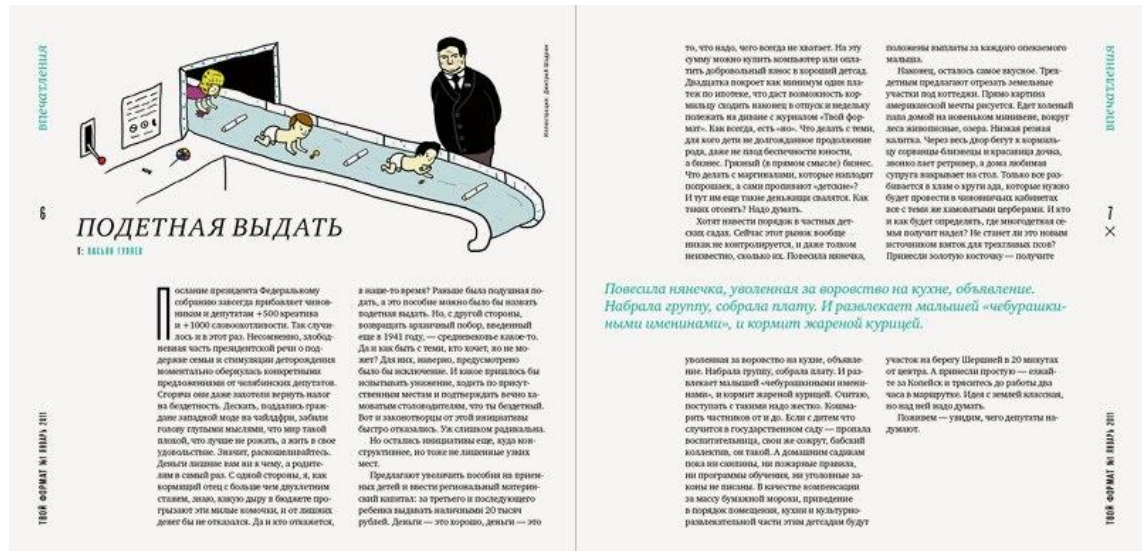 впечатления
Иллюстрация: Дмитрий Шадрин
6
ПОДЕТНАЯ ВЫДАТЬ
Т:
ослание президента Федеральному
собранию завсегда прибавляет чинов-
никам и депутатам +500 креатива
и +1000 словоохотливости. Так случи-
лось и в этот раз. Несомненно, злобод-
невная часть президентской речи о под-
держке семьи и стимуляции деторождения
моментально обернулась конкретными
предложениями от челябинских депутатов.
Сгоряча они даже захотели вернуть налог
на бездетность. Дескать, поддались граж-
дане западной моде на чайлдфри, забили
голову глупыми мыслями, что мир такой
плохой, что лучше не рожать, а жить в свое
удовольствие. Значит, раскошеливайтесь.
Деньги лишние вам ни к чему, а родите-
лям в самый раз. С одной стороны, я, как
кормящий отец с больше чем двухлетним
стажем, знаю, какую дыру в бюджете про-
грызают эти милые комочки, и от лишних
денег бы не отказался. Да и кто откажется,
в наше-то время? Раньше была подушная по-
дать, а это пособие можно было бы назвать
подетная выдать. Но, с другой стороны,
возвращать архаичный побор, введенный
еще в 1941 году, — средневековье какое-то.
Да и как быть с теми, кто хочет, но не мо-
жет? Для них, наверно, предусмотрено
было бы исключение. И какое пришлось бы
испытывать унижение, ходить по присут-
ственным местам и подтверждать вечно ха-
моватым столоводителям, что ты бездетный.
Вот и законотворцы от этой инициативы
быстро отказались. Уж слишком радикальна.
Но остались инициативы еще, куда кон-
структивнее, но тоже не лишенные узких
мест.
Предлагают увеличить пособия на прием-
ных детей и ввести региональный материн-
ский капитал: за третьего и последующего
ребенка выдавать наличными 20 тысяч
рублей. Деньги — это хорошо, деньги — это
ТВОЙ ФОРМАТ №1 ЯНВАРЬ 2011
то, что надо, чего всегда не хватает. На эту
сумму можно купить компьютер или опла-
тить добровольный взнос в хороший детсад.
Двадцатка покроет как минимум один пла-
теж по ипотеке, что даст возможность кор-
мильцу сходить наконец в отпуск и недельку
полежать на диване с журналом «Твой фор-
мат». Как всегда, есть «но». Что делать с теми,
для кого дети не долгожданное продолжение
рода, даже не плод беспечности юности,
а бизнес. Грязный (в прямом смысле) бизнес.
Что делать с маргиналами, которые наплодят
попрошаек, а сами пропивают «детские»?
И тут им еще такие деньжищи свалятся. Как
таких отсеять? Надо думать.
Хотят навести порядок в частных дет-
ских садах. Сейчас этот рынок вообще
никак не контролируется, и даже толком
неизвестно, сколько их. Повесила нянечка,
положены выплаты за каждого опекаемого
малыша.
Наконец, осталось самое вкусное. Трех-
детным предлагают отрезать земельные
участки под коттеджи. Прямо картина
американской мечты рисуется. Едет холеный
папа домой на новеньком минивене, вокруг
леса живописные, озера. Низкая резная
калитка. Через весь двор бегут к кормиль-
цу сорванцы-близнецы и красавица дочка,
звонко лает ретривер, а дома любимая
супруга накрывает на стол. Только все раз-
бивается в хлам о круги ада, которые нужно
будет провести в чиновничьих кабинетах
все с теми же хамоватыми церберами. И кто
и как будет определять, где многодетная се-
мья получит надел? Не станет ли это новым
источником взяток для трехглавых псов?
Принесли золотую косточку — получите
впечатления
7
Повесила нянечка, уволенная за воровство на кухне, объявление.
Набрала группу, собрала плату. И развлекает малышей «чебурашки-
ными именинами», и кормит жареной курицей.
уволенная за воровство на кухне, объявле-
ние. Набрала группу, собрала плату. И раз-
влекает малышей «чебурашкиными имени-
нами», и кормит жареной курицей. Считаю,
поступать с такими надо жестко. Кошма-
рить частников от и до. Если с дитем что
случится в государственном саду — пропала
воспитательница, свои же сожрут, бабский
коллектив, он такой. А домашним садикам
пока ни санпины, ни пожарные правила,
ни программы обучения, ни уголовные за-
коны не писаны. В качестве компенсации
за массу бумажной мороки, приведение
в порядок помещения, кухни и культурно-
развлекательной части этим детсадам будут
участок на берегу Шершней в 20 минутах
от центра. А принесли простую — езжай-
те за Копейск и тряситесь до работы два
часа в маршрутке. Идея с землей классная,
но над ней надо думать.
Поживем — увидим, чего депутаты на-
думают.
ТВОЙ ФОРМАТ №1 ЯНВАРЬ 2011